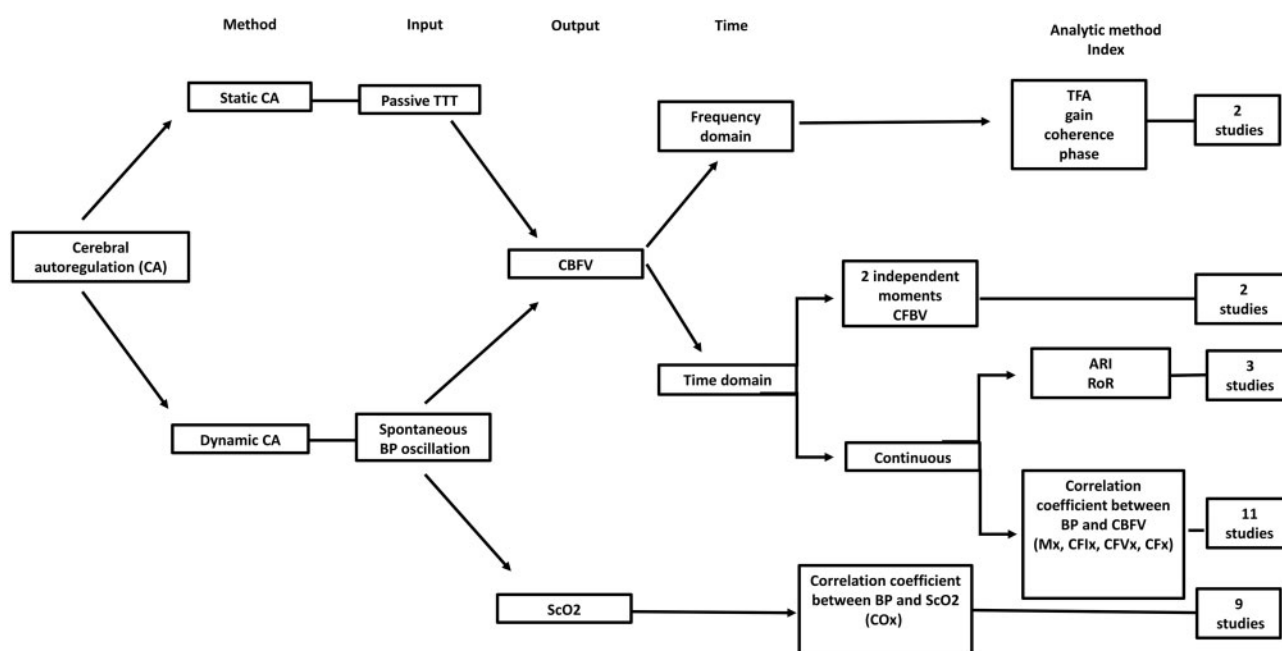 Method
Input
Output
Time
Analytic method
Index
Static CA
Passive TTT
Frequency
domain
TFA
gain
coherence
phase
2
studies
Cerebral
autoregulation (CA)
CBFV
2 independent
moments
CFBV
2
studies
Time domain
ARI
RoR
3
studies
Dynamic CA
Spontaneous
BP oscillation
Continuous
Correlation
coefficient between
BP and CBFV
(Mx, CFIx, CFVx, CFx)
11
studies
ScO2
Correlation coefficient
between BP and ScO2
(COx)
9
studies